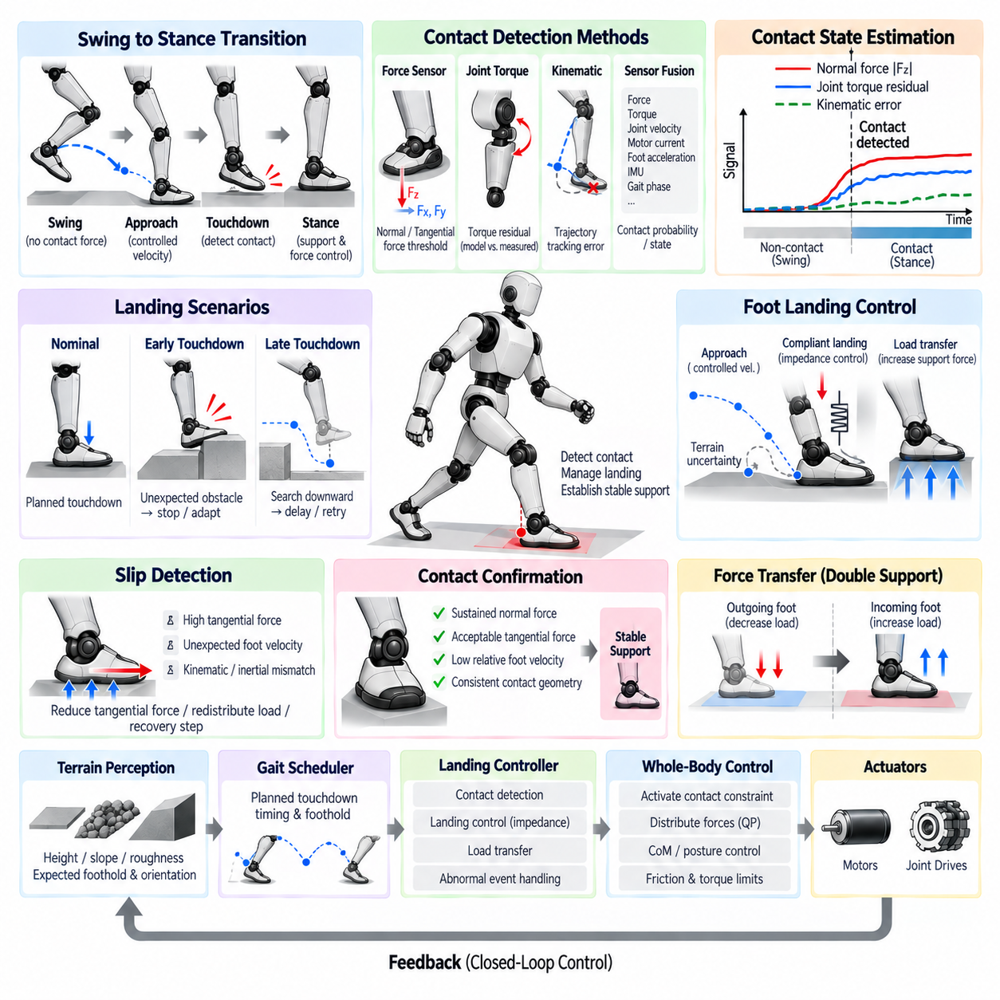 Swing to Stance Transition
Swing
(no contact force)
Approach
(controlled
velocity)
Touchdown
(detect contact)
Stance
(support &
force control)
Contact Detection Methods
Force Sensor
Fz
Fx, Fy
Normal / Tangential
force threshold
Joint Torque
Torque residual
(model vs. measured)
Kinematic
Trajectory
tracking error
Sensor Fusion
Force
Torque
Joint velocity
Motor current
Foot acceleration
IMU
Gait phase
...
Contact probability
/ state
Contact State Estimation
Normal force |Fz|
Joint torque residual
Kinematic error
Contact
detected
Signal
Time
Non-contact
(Swing)
Contact
(Stance)
Landing Scenarios
Nominal
Planned touchdown
Early Touchdown
Unexpected obstacle
→ stop / adapt
Late Touchdown
Search downward
→ delay / retry
Detect contact
Manage landing
Establish stable support
Foot Landing Control
Approach
( controlled vel.)
Compliant landing
(impedance control)
Load transfer
(increase support force)
Terrain
uncertainty
Slip Detection
High tangential force
Unexpected foot velocity
Kinematic / inertial mismatch
Reduce tangential force / redistribute load /
recovery step
Contact Confirmation
Sustained normal force
Acceptable tangential force
Low relative foot velocity
Consistent contact geometry
Stable
Support
Force Transfer (Double Support)
Outgoing foot
(decrease load)
Incoming foot
(increase load)
Terrain Perception
Height / slope / roughness
Expected foothold & orientation
Gait Scheduler
Planned touchdown
timing & foothold
Landing Controller
Contact detection
Landing control (impedance)
Load transfer
Abnormal event handling
Whole-Body Control
Activate contact constraint
Distribute forces (QP)
CoM / posture control
Friction & torque limits
Actuators
Motors
Joint Drives
Feedback (Closed-Loop Control)